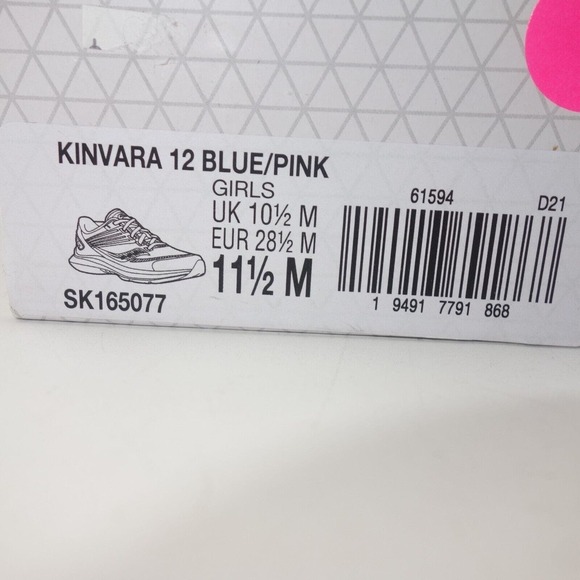 KINVARA 12 BLUE/PINK
GIRLS
UK 10½ M
EUR 28½ M
11½ M
SK165077
61594 D21
1 9491 7791 868